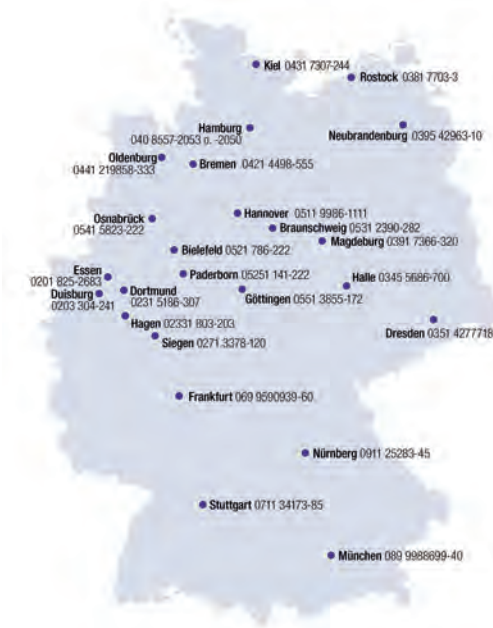 Kiel 0431 7307-244
Rostock 0381 7703-3
Hamburg
040 8557-2053 o. -2050
Neubrandenburg 0395 42963-10
Oldenburg
0441 219858-333
Bremen 0421 4498-555
Osnabrück
0541 5823-222
Hannover 0511 9986-1111
Braunschweig 0531 2390-282
Magdeburg 0391 7366-320
Bielefeld 0521 786-222
Essen
0201 825-2683
Paderborn 05251 141-222
Halle 0345 5686-700
Duisburg
0203 304-241
Dortmund
0231 5186-307
Göttingen 0551 3855-172
Hagen 02331 803-203
Dresden 0351 4277718
Siegen 0271 3378-120
Frankfurt 069 9590939-60
Nürnberg 0911 25283-45
Stuttgart 0711 34173-85
München 089 9988699-40